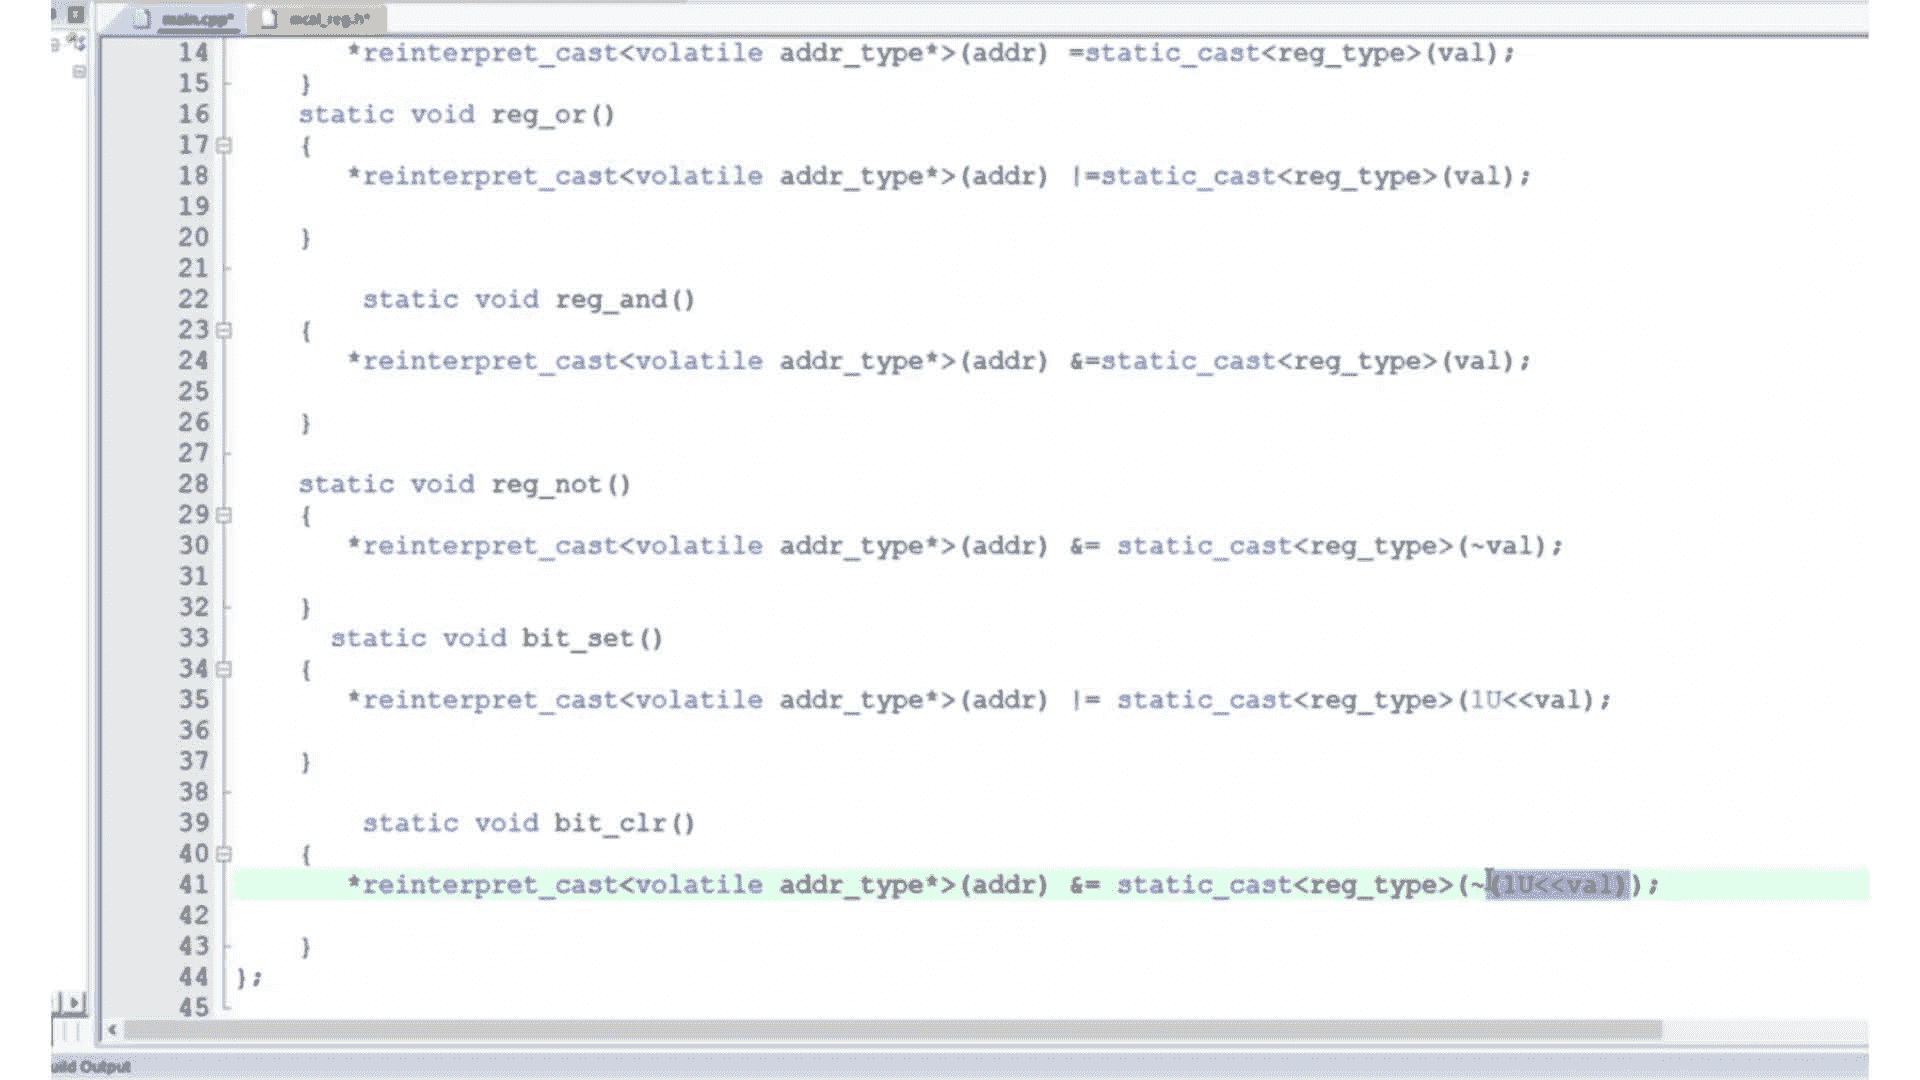 main.cpp* mcal_reg.h*
14 *reinterpret_cast<volatile addr_type*>(addr) =static_cast<reg_type>(val);
15 }
16 static void reg_or()
17 {
18 *reinterpret_cast<volatile addr_type*>(addr) |=static_cast<reg_type>(val);
19
20 }
21
22 static void reg_and()
23 {
24 *reinterpret_cast<volatile addr_type*>(addr) &=static_cast<reg_type>(val);
25
26 }
27
28 static void reg_not()
29 {
30 *reinterpret_cast<volatile addr_type*>(addr) &= static_cast<reg_type>(~val);
31
32 }
33 static void bit_set()
34 {
35 *reinterpret_cast<volatile addr_type*>(addr) |= static_cast<reg_type>(1U<<val);
36
37 }
38
39 static void bit_clr()
40 {
41 *reinterpret_cast<volatile addr_type*>(addr) &= static_cast<reg_type>(~(1U<<val));
42
43 }
44 };
45
uild Output